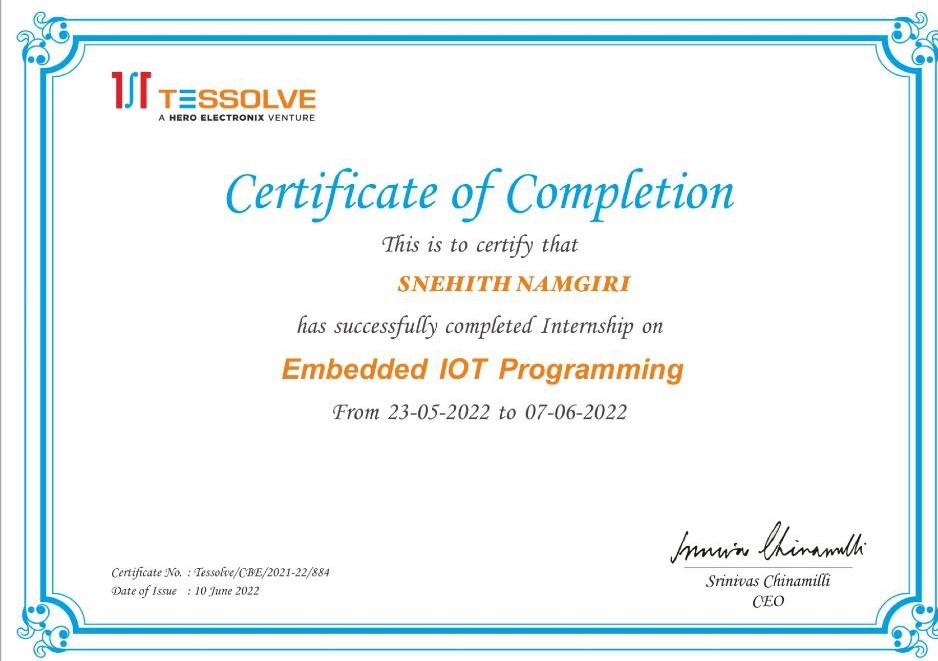 TESSOLVE
A HERO ELECTRONIX VENTURE
Certificate of Completion
This is to certify that
SNEHITH NAMGIRI
has successfully completed Internship on
Embedded IOT Programming
From 23-05-2022 to 07-06-2022
Srinivas Chinamilli
Certificate No. : Tessolve/CBE/2021-22/884
Srinivas Chinamilli
Date of Issue : 10 June 2022
CEO